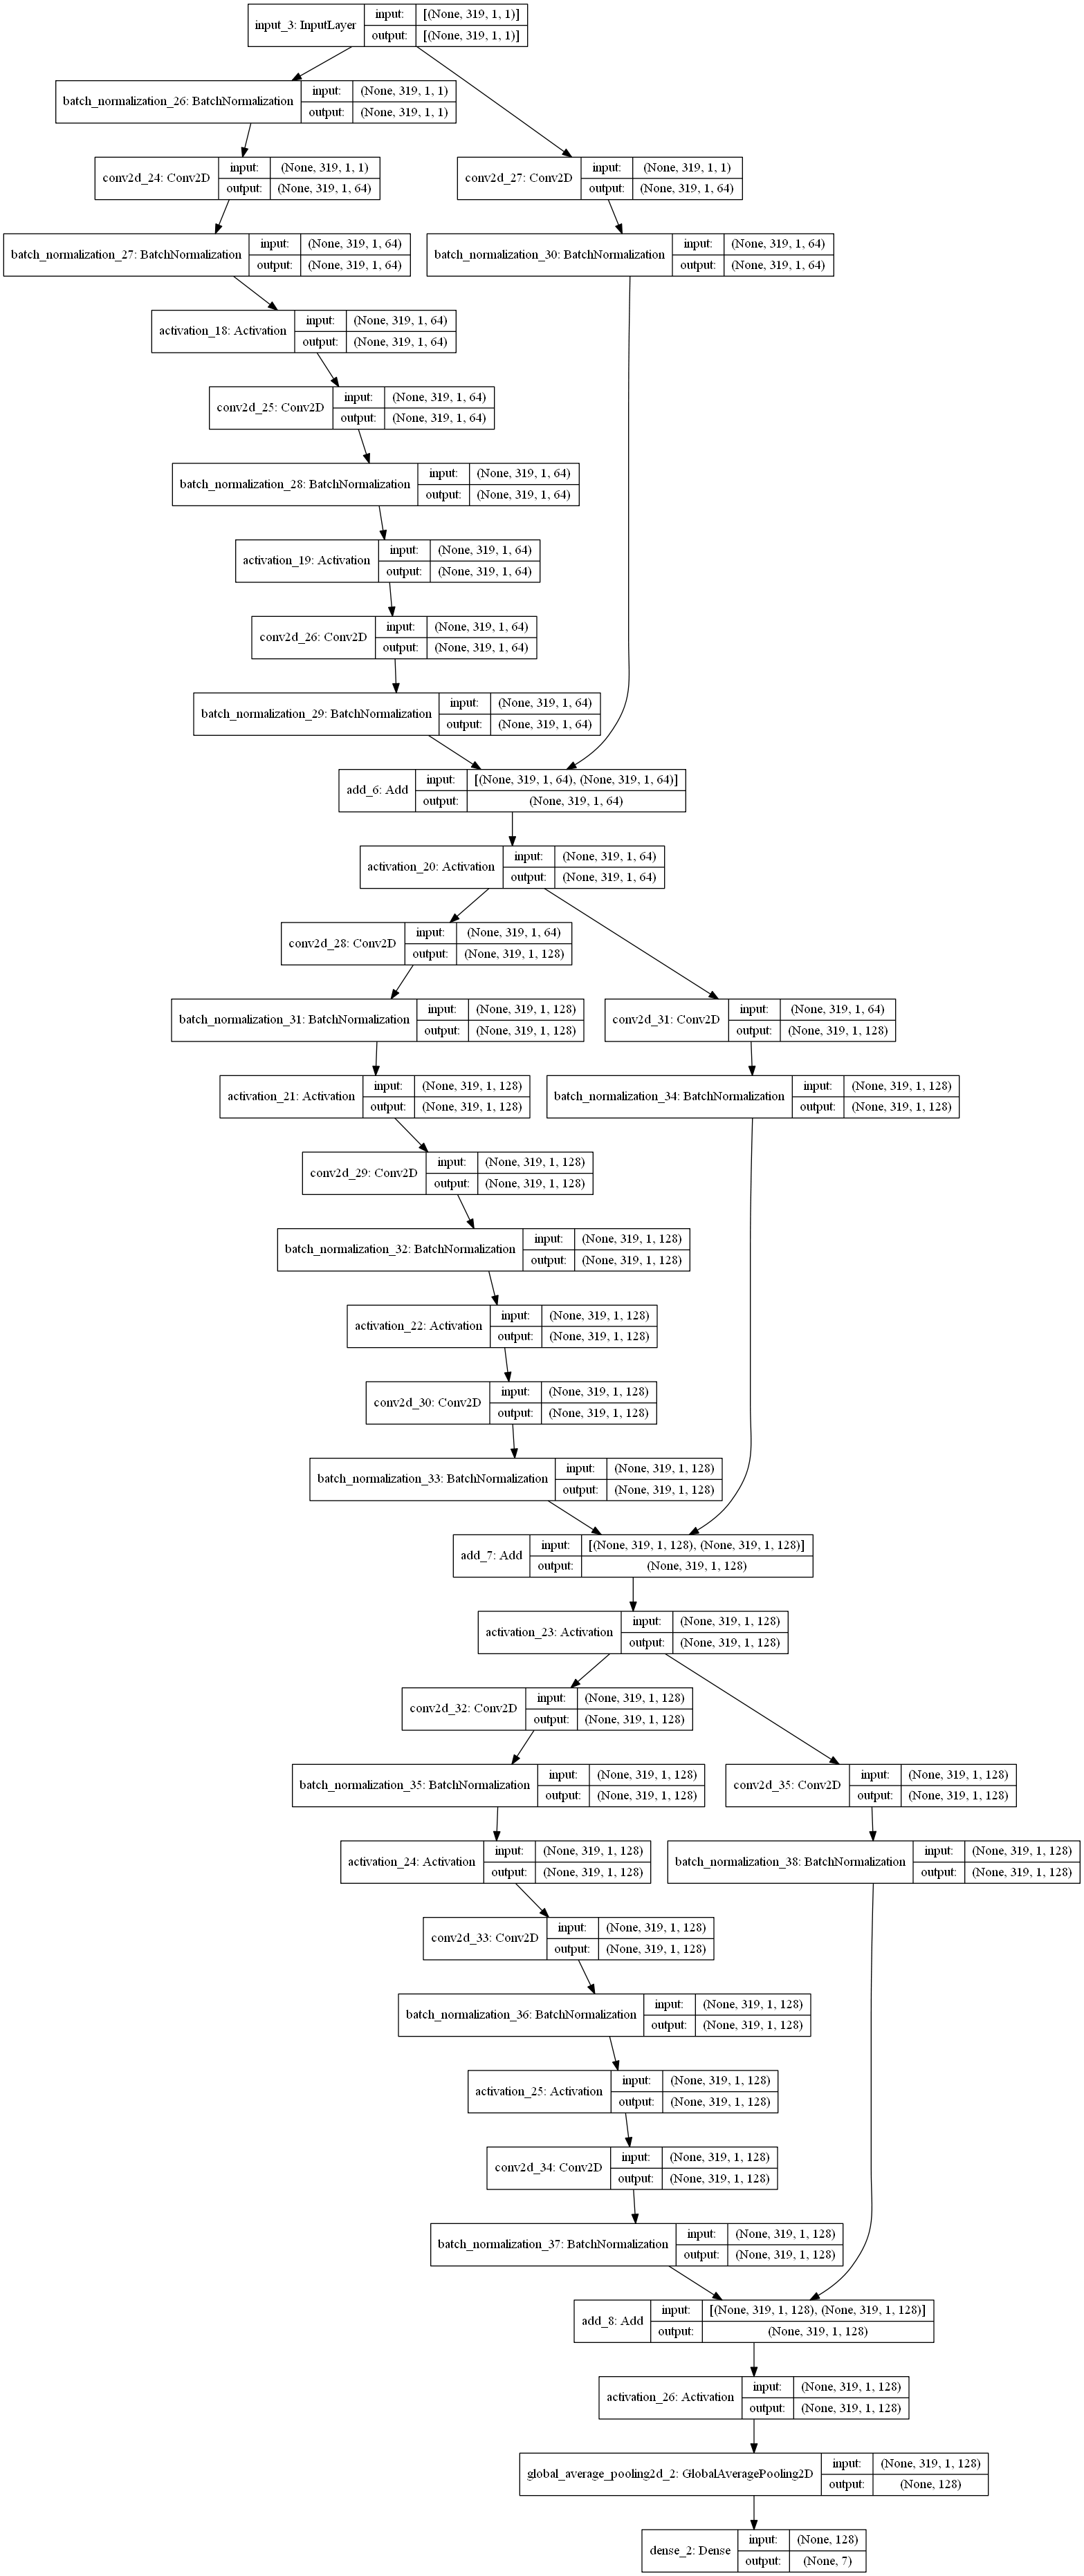 input_3: InputLayer
input: [(None, 319, 1, 1)]
output: [(None, 319, 1, 1)]
batch_normalization_26: BatchNormalization
input: (None, 319, 1, 1)
output: (None, 319, 1, 1)
conv2d_24: Conv2D
input: (None, 319, 1, 1)
output: (None, 319, 1, 64)
conv2d_27: Conv2D
input: (None, 319, 1, 1)
output: (None, 319, 1, 64)
batch_normalization_27: BatchNormalization
input: (None, 319, 1, 64)
output: (None, 319, 1, 64)
batch_normalization_30: BatchNormalization
input: (None, 319, 1, 64)
output: (None, 319, 1, 64)
activation_18: Activation
input: (None, 319, 1, 64)
output: (None, 319, 1, 64)
conv2d_25: Conv2D
input: (None, 319, 1, 64)
output: (None, 319, 1, 64)
batch_normalization_28: BatchNormalization
input: (None, 319, 1, 64)
output: (None, 319, 1, 64)
activation_19: Activation
input: (None, 319, 1, 64)
output: (None, 319, 1, 64)
conv2d_26: Conv2D
input: (None, 319, 1, 64)
output: (None, 319, 1, 64)
batch_normalization_29: BatchNormalization
input: (None, 319, 1, 64)
output: (None, 319, 1, 64)
add_6: Add
input: [(None, 319, 1, 64), (None, 319, 1, 64)]
output: (None, 319, 1, 64)
activation_20: Activation
input: (None, 319, 1, 64)
output: (None, 319, 1, 64)
conv2d_28: Conv2D
input: (None, 319, 1, 64)
output: (None, 319, 1, 128)
batch_normalization_31: BatchNormalization
input: (None, 319, 1, 128)
output: (None, 319, 1, 128)
conv2d_31: Conv2D
input: (None, 319, 1, 64)
output: (None, 319, 1, 128)
activation_21: Activation
input: (None, 319, 1, 128)
output: (None, 319, 1, 128)
batch_normalization_34: BatchNormalization
input: (None, 319, 1, 128)
output: (None, 319, 1, 128)
conv2d_29: Conv2D
input: (None, 319, 1, 128)
output: (None, 319, 1, 128)
batch_normalization_32: BatchNormalization
input: (None, 319, 1, 128)
output: (None, 319, 1, 128)
activation_22: Activation
input: (None, 319, 1, 128)
output: (None, 319, 1, 128)
conv2d_30: Conv2D
input: (None, 319, 1, 128)
output: (None, 319, 1, 128)
batch_normalization_33: BatchNormalization
input: (None, 319, 1, 128)
output: (None, 319, 1, 128)
add_7: Add
input: [(None, 319, 1, 128), (None, 319, 1, 128)]
output: (None, 319, 1, 128)
activation_23: Activation
input: (None, 319, 1, 128)
output: (None, 319, 1, 128)
conv2d_32: Conv2D
input: (None, 319, 1, 128)
output: (None, 319, 1, 128)
batch_normalization_35: BatchNormalization
input: (None, 319, 1, 128)
output: (None, 319, 1, 128)
conv2d_35: Conv2D
input: (None, 319, 1, 128)
output: (None, 319, 1, 128)
activation_24: Activation
input: (None, 319, 1, 128)
output: (None, 319, 1, 128)
batch_normalization_38: BatchNormalization
input: (None, 319, 1, 128)
output: (None, 319, 1, 128)
conv2d_33: Conv2D
input: (None, 319, 1, 128)
output: (None, 319, 1, 128)
batch_normalization_36: BatchNormalization
input: (None, 319, 1, 128)
output: (None, 319, 1, 128)
activation_25: Activation
input: (None, 319, 1, 128)
output: (None, 319, 1, 128)
conv2d_34: Conv2D
input: (None, 319, 1, 128)
output: (None, 319, 1, 128)
batch_normalization_37: BatchNormalization
input: (None, 319, 1, 128)
output: (None, 319, 1, 128)
add_8: Add
input: [(None, 319, 1, 128), (None, 319, 1, 128)]
output: (None, 319, 1, 128)
activation_26: Activation
input: (None, 319, 1, 128)
output: (None, 319, 1, 128)
global_average_pooling2d_2: GlobalAveragePooling2D
input: (None, 319, 1, 128)
output: (None, 128)
dense_2: Dense
input: (None, 128)
output: (None, 7)